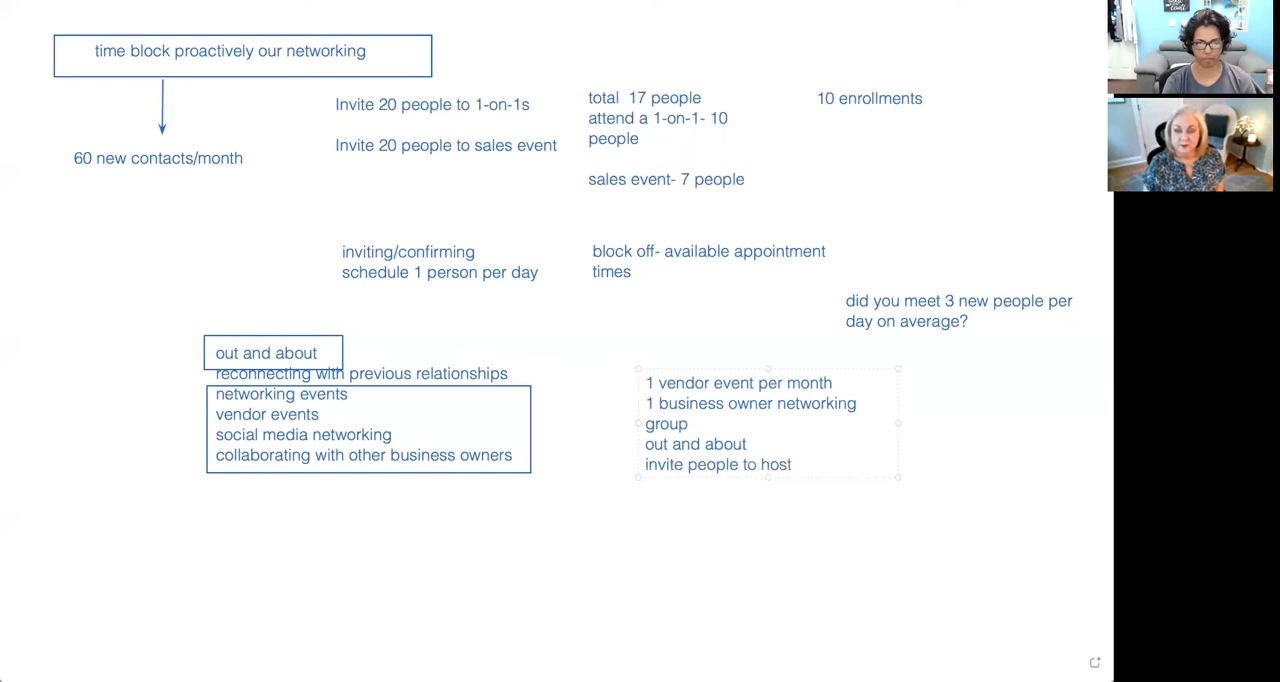 time block proactively our networking
60 new contacts/month
Invite 20 people to 1-on-1s
Invite 20 people to sales event
total 17 people
attend a 1-on-1- 10
people
sales event- 7 people
10 enrollments
inviting/confirming
schedule 1 person per day
block off- available appointment
times
did you meet 3 new people per
day on average?
out and about
reconnecting with previous relationships
networking events
vendor events
social media networking
collaborating with other business owners
1 vendor event per month
1 business owner networking
group
out and about
invite people to host